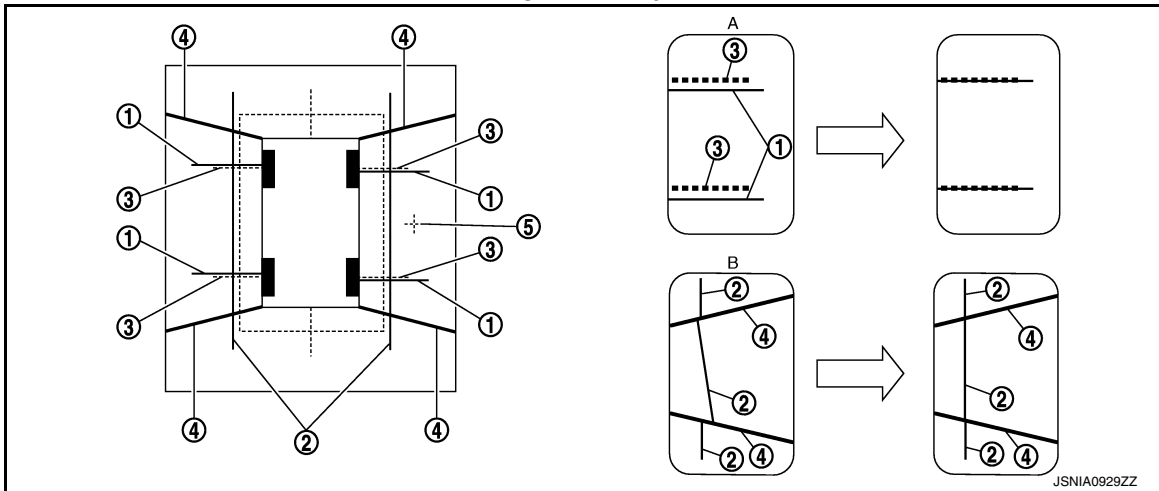 A
④ ④ ③
① ③
③ ① ③ ①
① ⑤
① ③
B
② ②
③ ① ④ ④
② ②
④ ④
② ② ④ ② ④
JSNIA0929ZZ